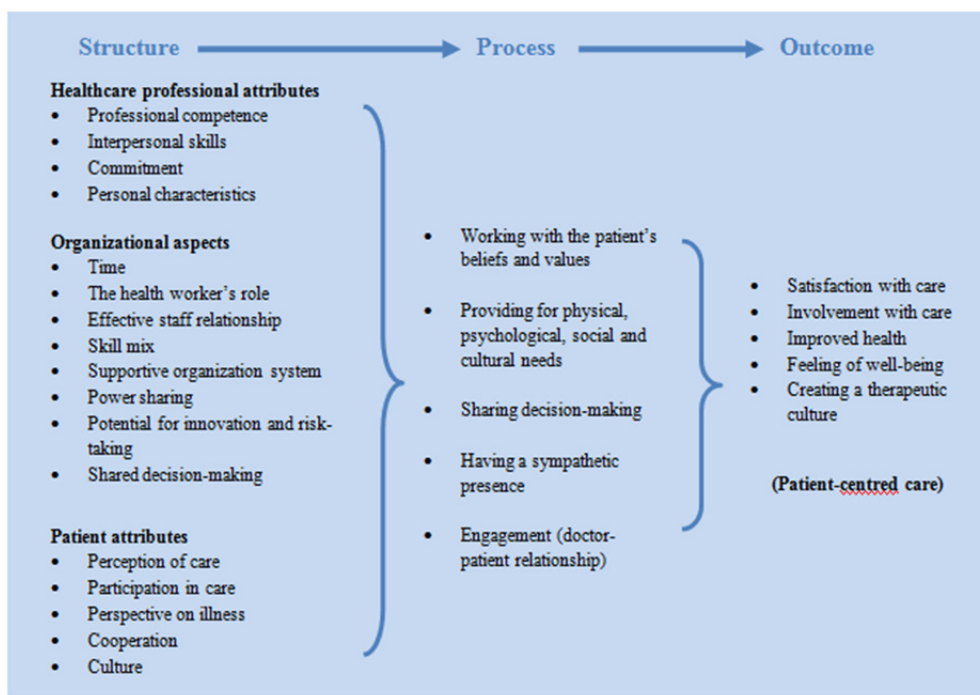 Structure
Process
Outcome
Healthcare professional attributes
• Professional competence
• Interpersonal skills
• Commitment
• Personal characteristics
Organizational aspects
• Time
• The health worker's role
• Effective staff relationship
• Skill mix
• Supportive organization system
• Power sharing
• Potential for innovation and risk-
taking
• Shared decision-making
Patient attributes
• Perception of care
• Participation in care
• Perspective on illness
• Cooperation
• Culture
• Working with the patient's
beliefs and values
• Providing for physical,
psychological, social and
cultural needs
• Sharing decision-making
• Having a sympathetic
presence
• Engagement (doctor-
patient relationship)
• Satisfaction with care
• Involvement with care
• Improved health
• Feeling of well-being
• Creating a therapeutic
culture
(Patient-centred care)